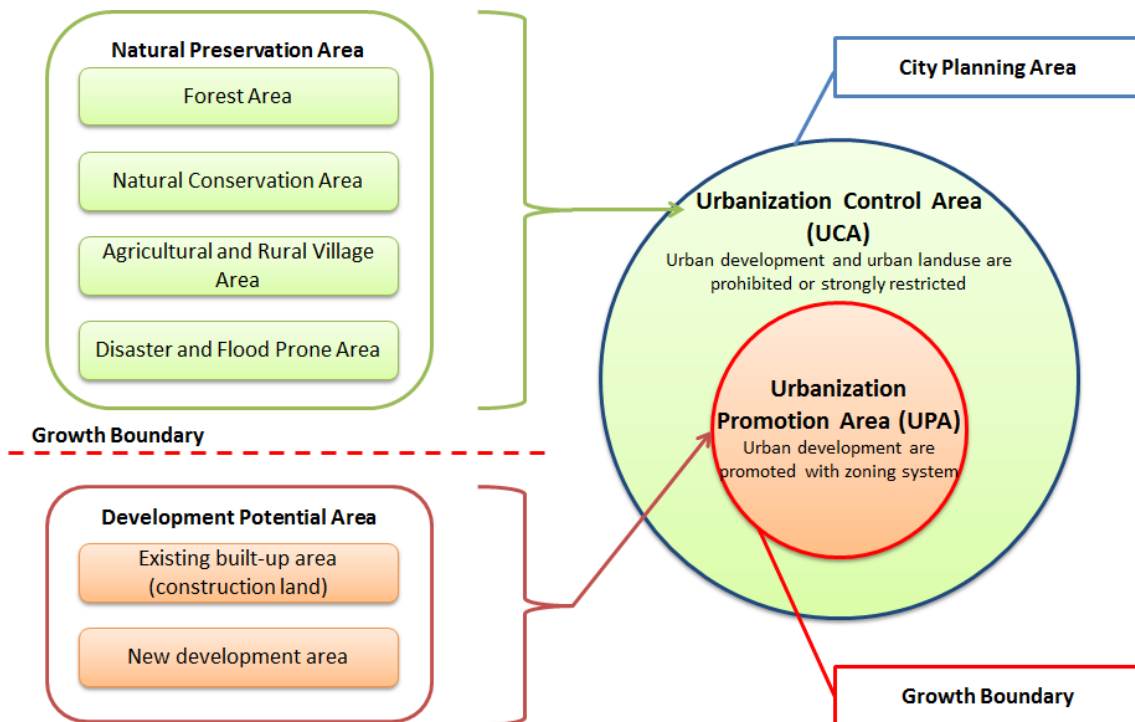 Natural Preservation Area
Forest Area
Natural Conservation Area
Agricultural and Rural Village
Area
Disaster and Flood Prone Area
Growth Boundary
Development Potential Area
Existing built-up area
(construction land)
New development area
City Planning Area
Urbanization Control Area
(UCA)
Urban development and urban landuse are
prohibited or strongly restricted
Urbanization
Promotion Area (UPA)
Urban development are
promoted with zoning system
Growth Boundary